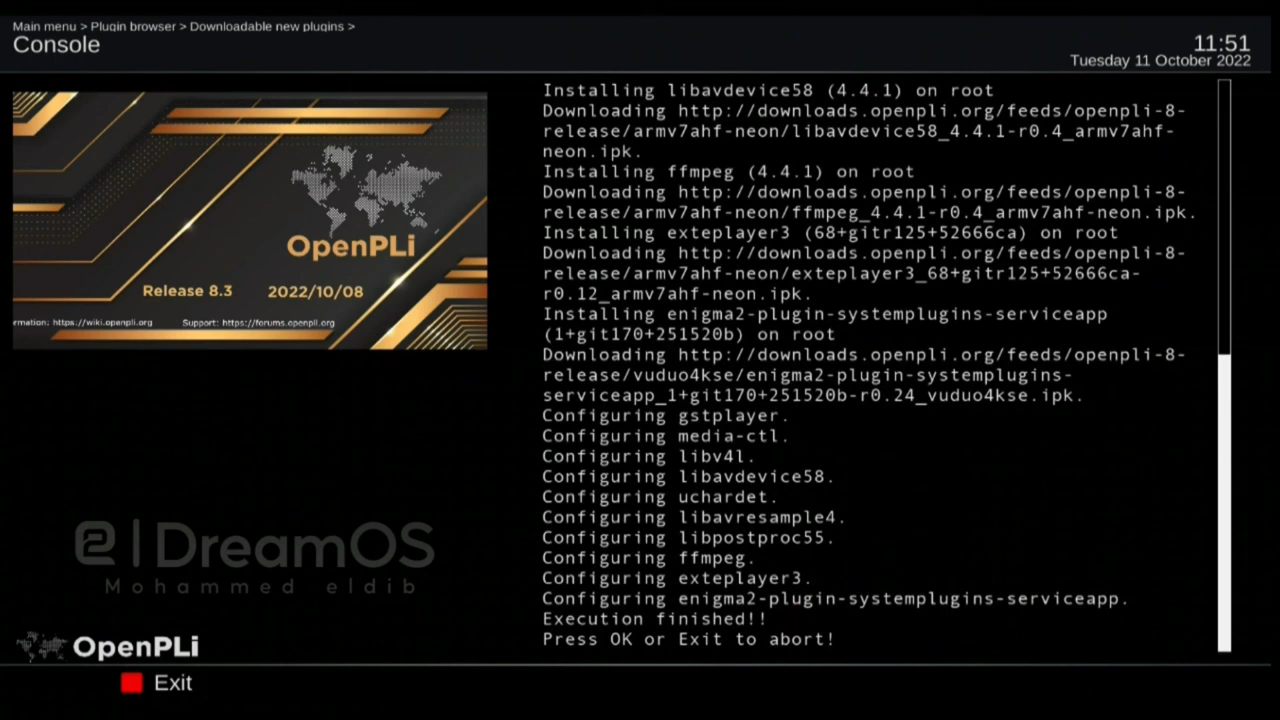 Main menu > Plugin browser > Downloadable new plugins >
Console
11:51
Tuesday 11 October 2022
OpenPLi
Release 8.3
2022/10/08
rmation: https://wiki.openpli.org
Support: https://forums.openpli.org
Installing libavdevice58 (4.4.1) on root
Downloading http://downloads.openpli.org/feeds/openpli-8-
release/armv7ahf-neon/libavdevice58_4.4.1-r0.4_armv7ahf-
neon.ipk.
Installing ffmpeg (4.4.1) on root
Downloading http://downloads.openpli.org/feeds/openpli-8-
release/armv7ahf-neon/ffmpeg_4.4.1-r0.4_armv7ahf-neon.ipk.
Installing exteplayer3 (68+gitr125+52666ca) on root
Downloading http://downloads.openpli.org/feeds/openpli-8-
release/armv7ahf-neon/exteplayer3_68+gitr125+52666ca-
r0.12_armv7ahf-neon.ipk.
Installing enigma2-plugin-systemplugins-serviceapp
(1+git170+251520b) on root
Downloading http://downloads.openpli.org/feeds/openpli-8-
release/vuduo4kse/enigma2-plugin-systemplugins-
serviceapp_1+git170+251520b-r0.24_vuduo4kse.ipk.
Configuring gstplayer.
Configuring media-ctl.
Configuring libv4l.
Configuring libavdevice58.
Configuring uchardet.
Configuring libavresample4.
Configuring libpostproc55.
Configuring ffmpeg.
Configuring exteplayer3.
Configuring enigma2-plugin-systemplugins-serviceapp.
Execution finished!!
Press OK or Exit to abort!
DreamOS
Mohammed eldib
OpenPLi
Exit